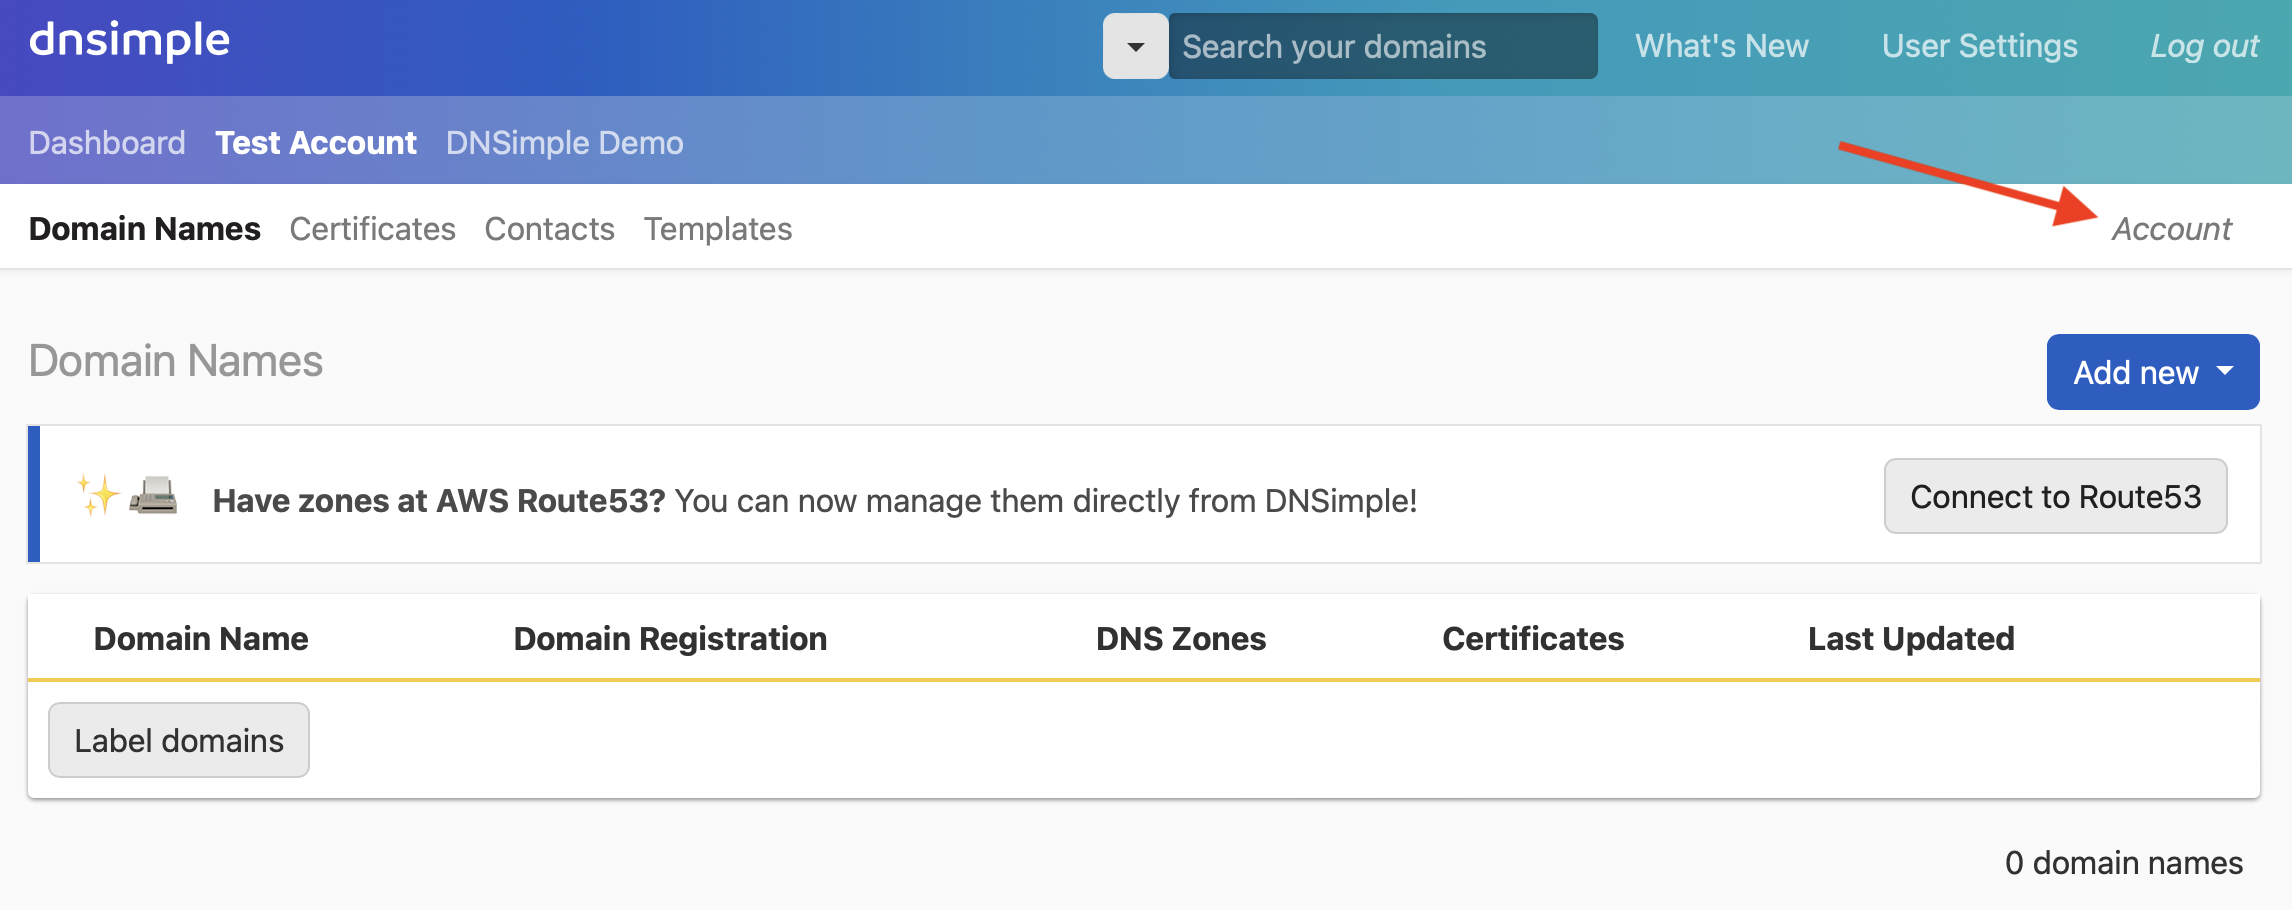 dnsimple
Search your domains
What's New
User Settings
Log out
Dashboard
Test Account
DNSimple Demo
Domain Names
Certificates
Contacts
Templates
Account
Domain Names
Add new
Have zones at AWS Route53? You can now manage them directly from DNSimple!
Connect to Route53
Domain Name
Domain Registration
DNS Zones
Certificates
Last Updated
Label domains
0 domain names